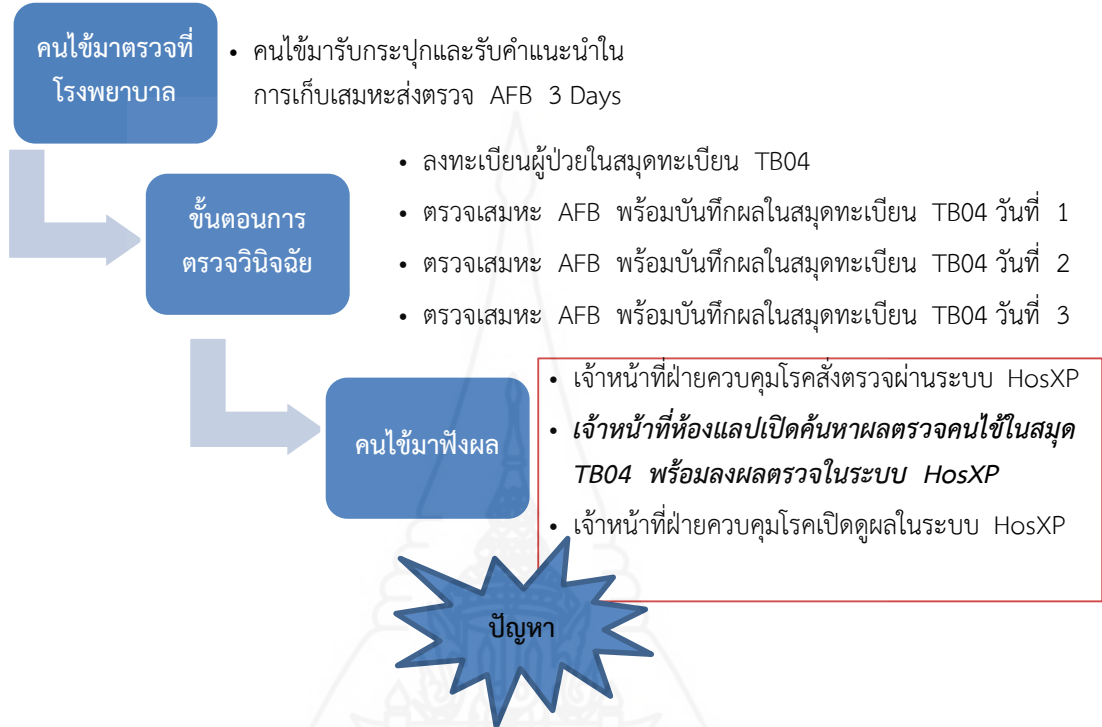 คนไข้มาตรวจที่
โรงพยาบาล
• คนไข้มารับกระปุกและรับคำแนะนำใน
การเก็บเสมหะส่งตรวจ AFB 3 Days
ขั้นตอนการ
ตรวจวินิจฉัย
• ลงทะเบียนผู้ป่วยในสมุดทะเบียน TB04
• ตรวจเสมหะ AFB พร้อมบันทึกผลในสมุดทะเบียน TB04 วันที่ 1
• ตรวจเสมหะ AFB พร้อมบันทึกผลในสมุดทะเบียน TB04 วันที่ 2
• ตรวจเสมหะ AFB พร้อมบันทึกผลในสมุดทะเบียน TB04 วันที่ 3
คนไข้มาฟังผล
• เจ้าหน้าที่ฝ่ายควบคุมโรคสั่งตรวจผ่านระบบ HosXP
• เจ้าหน้าที่ห้องแลปเปิดค้นหาผลตรวจคนไข้ในสมุด
TB04 พร้อมลงผลตรวจในระบบ HosXP
• เจ้าหน้าที่ฝ่ายควบคุมโรคเปิดดูผลในระบบ HosXP
ปัญหา